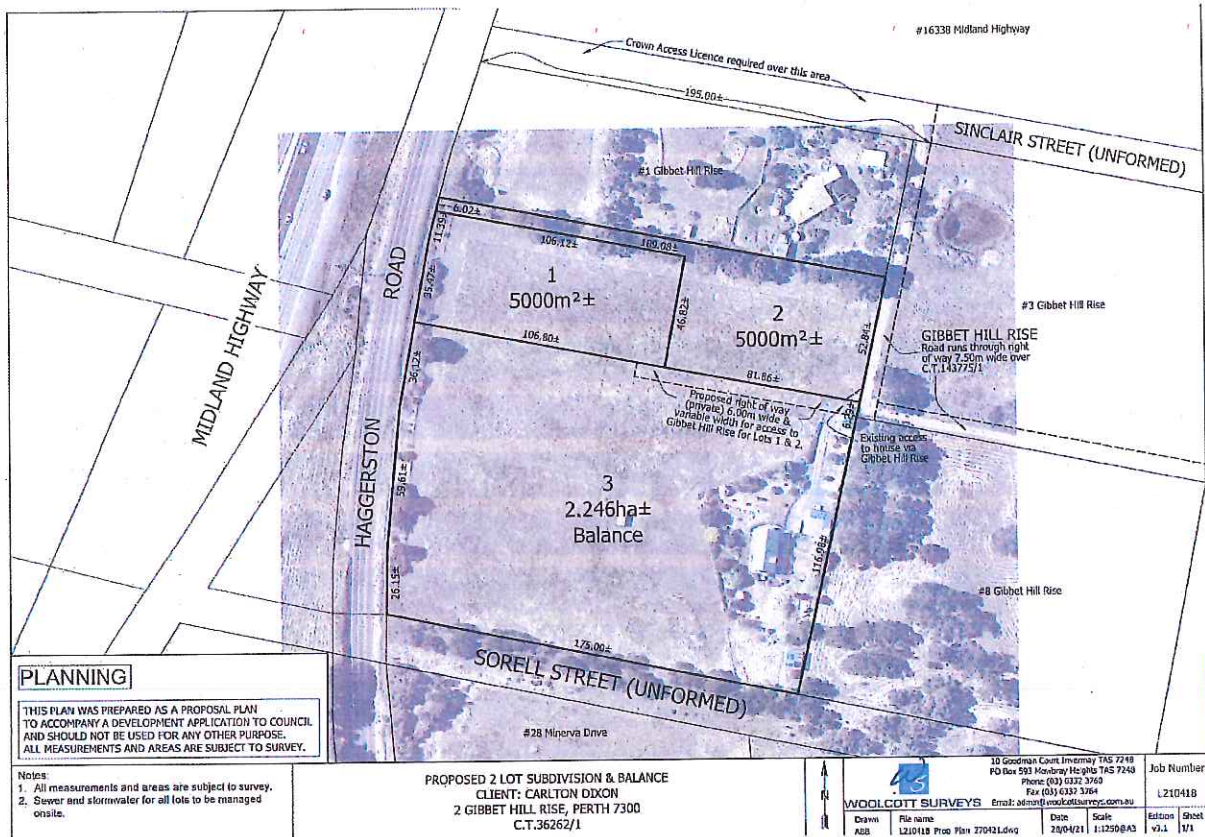 #16338 Midland Highway
Crown Access Licence required over this area
195.00±
SINCLAIR STREET (UNFORMED)
#1 Gibbet Hill Rise
6.02±
11.39±
106.12±
189.08±
1
5000m²±
35.47±
46.82±
2
5000m²±
52.84±
#3 Gibbet Hill Rise
GIBBET HILL RISE
Road runs through right
of way 7.50m wide over
C.T.143775/1
MIDLAND HIGHWAY
HAGGERSTON ROAD
106.80±
81.86±
36.12±
Proposed right of way
(private) 6.00m wide &
variable width for access to
Gibbet Hill Rise for Lots 1 & 2.
6.29±
Existing access
to house via
Gibbet Hill Rise
3
2.246ha±
Balance
59.61±
116.98±
26.15±
#8 Gibbet Hill Rise
175.00±
SORELL STREET (UNFORMED)
#28 Minerva Drive
PLANNING
THIS PLAN WAS PREPARED AS A PROPOSAL PLAN
TO ACCOMPANY A DEVELOPMENT APPLICATION TO COUNCIL
AND SHOULD NOT BE USED FOR ANY OTHER PURPOSE.
ALL MEASUREMENTS AND AREAS ARE SUBJECT TO SURVEY.
Notes:
1. All measurements and areas are subject to survey.
2. Sewer and stormwater for all lots to be managed
onsite.
PROPOSED 2 LOT SUBDIVISION & BALANCE
CLIENT: CARLTON DIXON
2 GIBBET HILL RISE, PERTH 7300
C.T.36262/1
N
WS
WOOLCOTT SURVEYS
10 Goodman Court Invermay TAS 7248
PO Box 593 Mowbray Heights TAS 7248
Phone (03) 6332 3760
Fax (03) 6332 3764
Email: admin@woolcottsurveys.com.au
Job Number
L210418
Drawn
ABB
File name
L210418 Prop Plan 270421.dwg
Date
28/04/21
Scale
1:1250@A3
Edition
v3.1
Sheet
1/1